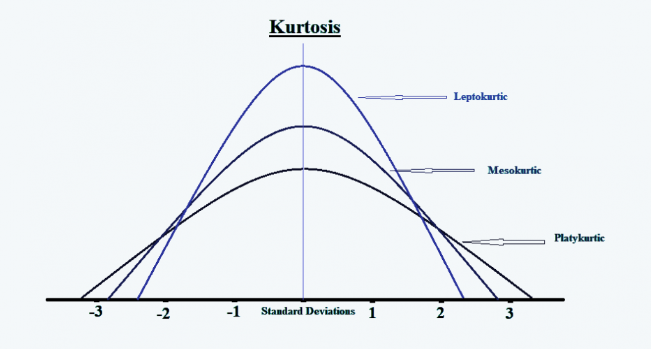 Kurtosis
Leptokurtic
Mesokurtic
Platykurtic
-3 -2 -1 Standard Deviations 1 2 3